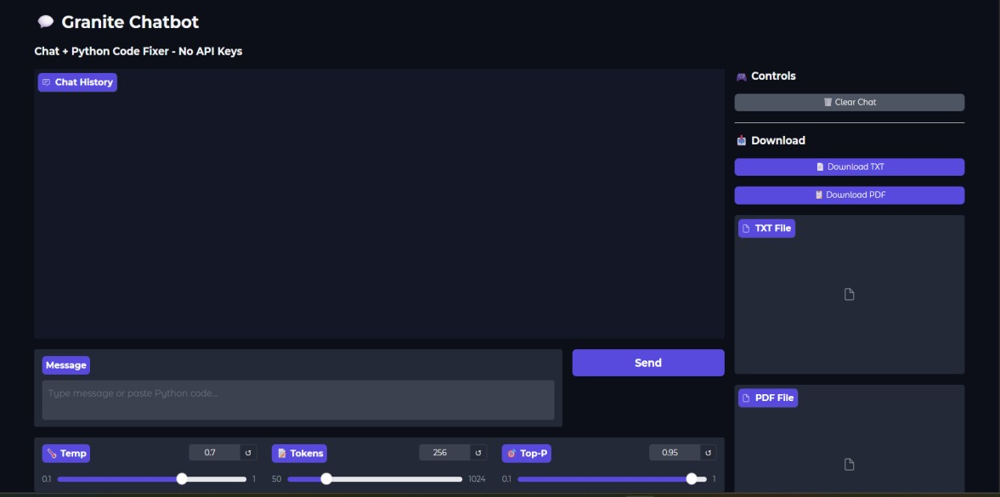 Granite Chatbot
Chat + Python Code Fixer - No API Keys
Chat History
Message
Type message or paste Python code...
Send
Temp
0.7
0.1
1
Tokens
256
50
1024
Top-P
0.95
0.1
1
Controls
Clear Chat
Download
Download TXT
Download PDF
TXT File
PDF File